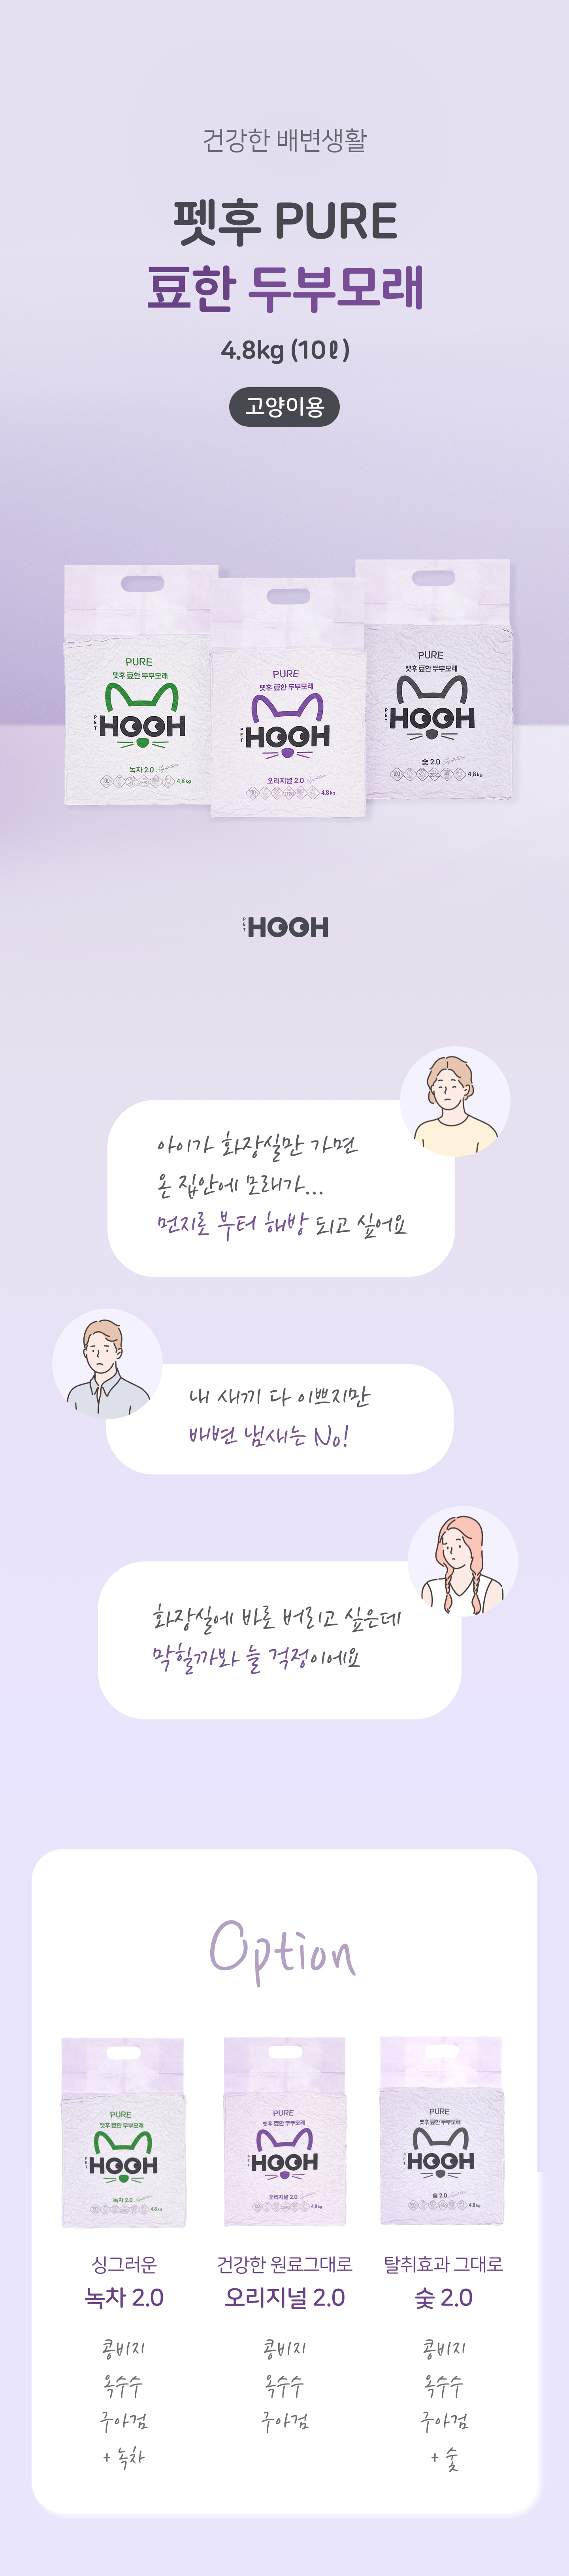 건강한 배변생활
펫후 PURE
묘한 두부모래
4.8kg (10ℓ)
고양이용
PURE
펫후 묘한 두부모래
PET HOOH
녹차 2.0
4.8kg
PURE
펫후 묘한 두부모래
PET HOOH
오리지널 2.0
4.8kg
PURE
펫후 묘한 두부모래
PET HOOH
숯 2.0
4.8kg
PET HOOH
아이가 화장실만 가면
온 집안에 모래가...
먼지로 부터 해방 되고 싶어요
내 새끼 다 이쁘지만
배변 냄새는 No!
화장실에 바로 버리고 싶은데
막힐까봐 늘 걱정이에요
Option
PURE
펫후 묘한 두부모래
PET HOOH
녹차 2.0
4.8kg
PURE
펫후 묘한 두부모래
PET HOOH
오리지널 2.0
4.8kg
PURE
펫후 묘한 두부모래
PET HOOH
숯 2.0
4.8kg
싱그러운
녹차 2.0
콩비지
옥수수
구아검
+ 녹차
건강한 원료그대로
오리지널 2.0
콩비지
옥수수
구아검
탈취효과 그대로
숯 2.0
콩비지
옥수수
구아검
+ 숯